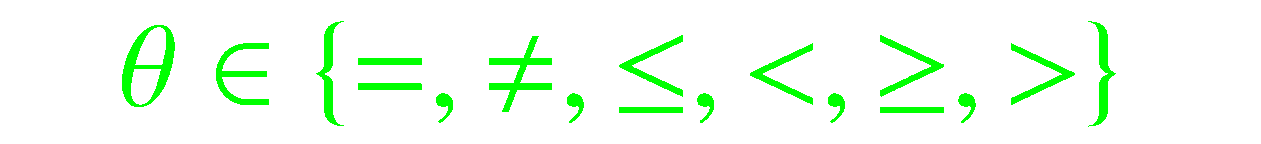 θ ∈ {=, ≠, ≤, <, ≥, >}